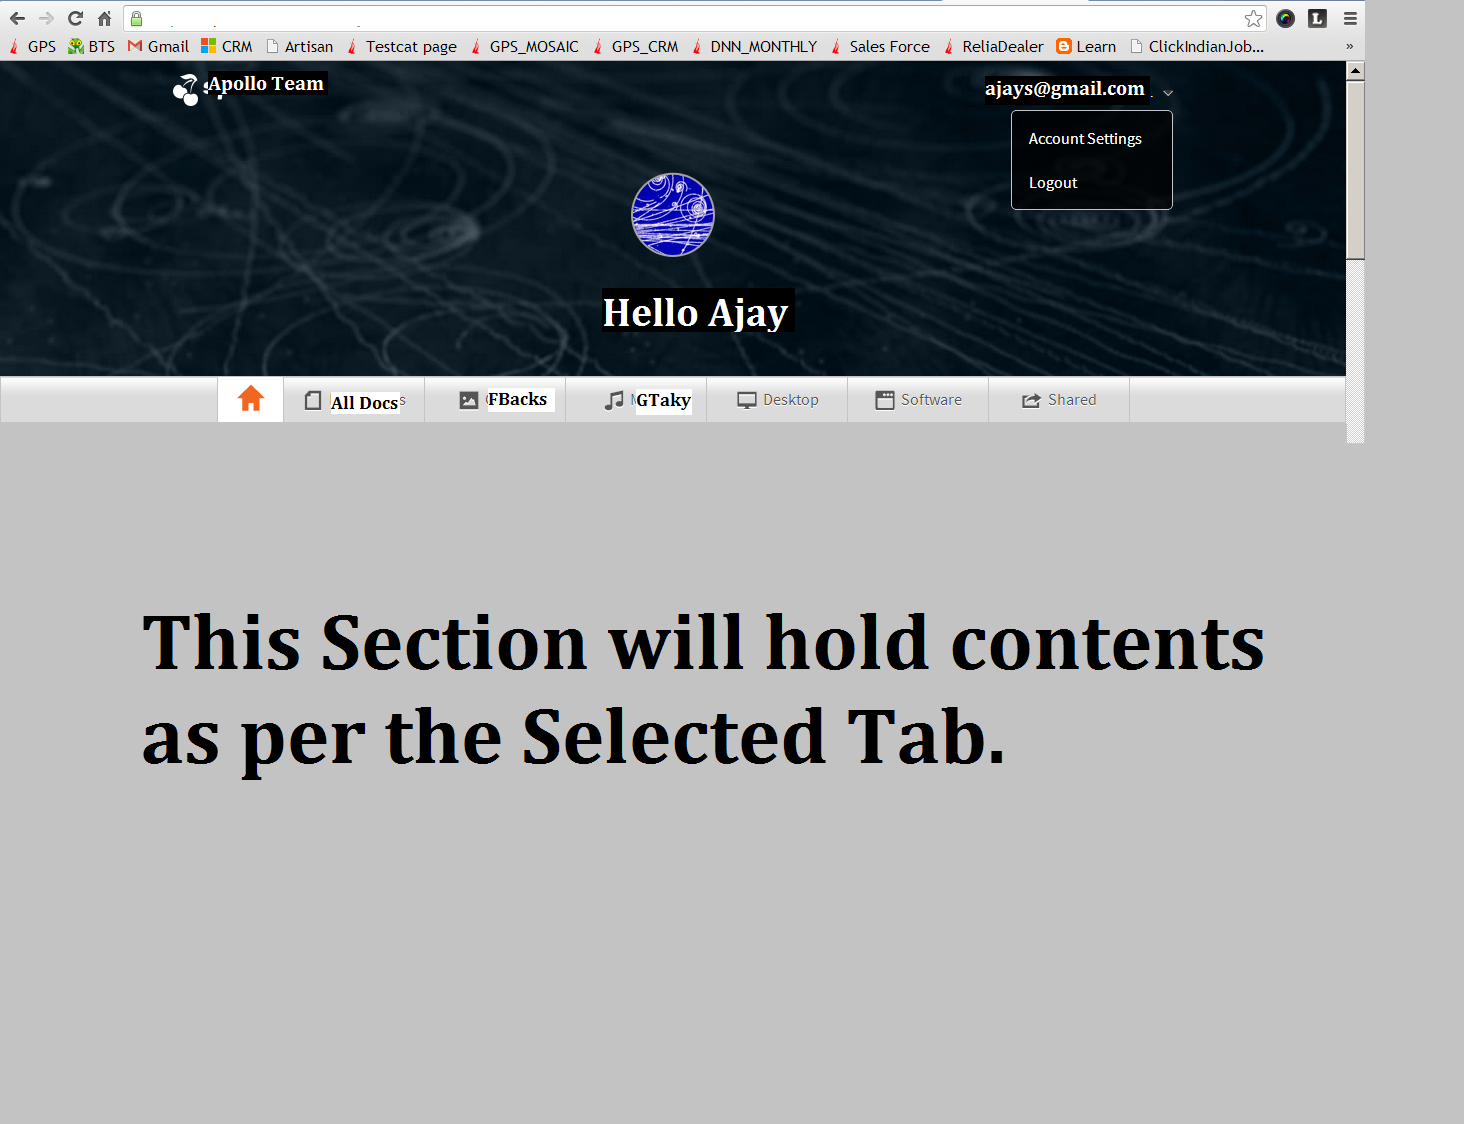 GPS BTS Gmail CRM Artisan Testcat page GPS_MOSAIC GPS_CRM DNN_MONTHLY Sales Force ReliaDealer Learn ClickIndianJob... »
Apollo Team
ajays@gmail.com
Account Settings
Logout
Hello Ajay
All Docs FBacks GTaky Desktop Software Shared
This Section will hold contents
as per the Selected Tab.